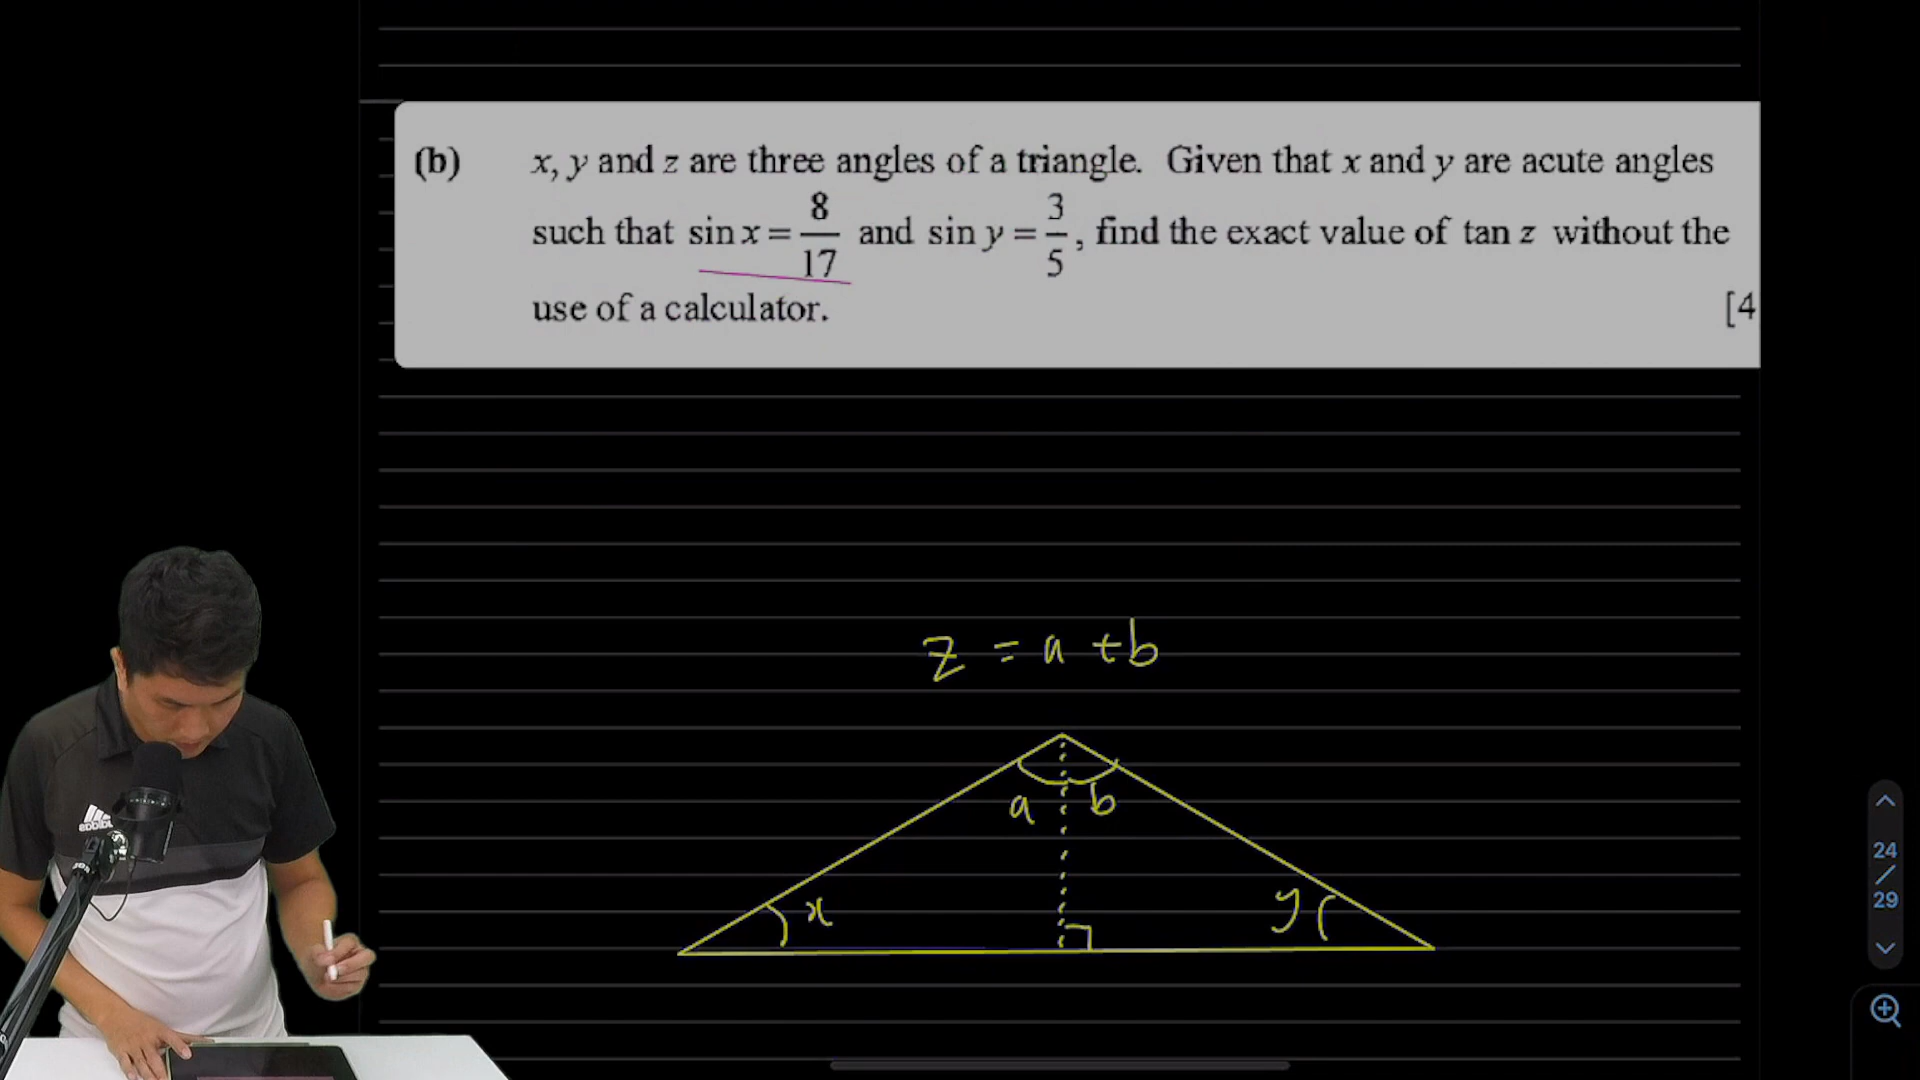 (b) x, y and z are three angles of a triangle. Given that x and y are acute angles
such that sin x = 8/17 and sin y = 3/5, find the exact value of tan z without the
use of a calculator. [4
z = a + b
a b
x y
adidas
24
/
29